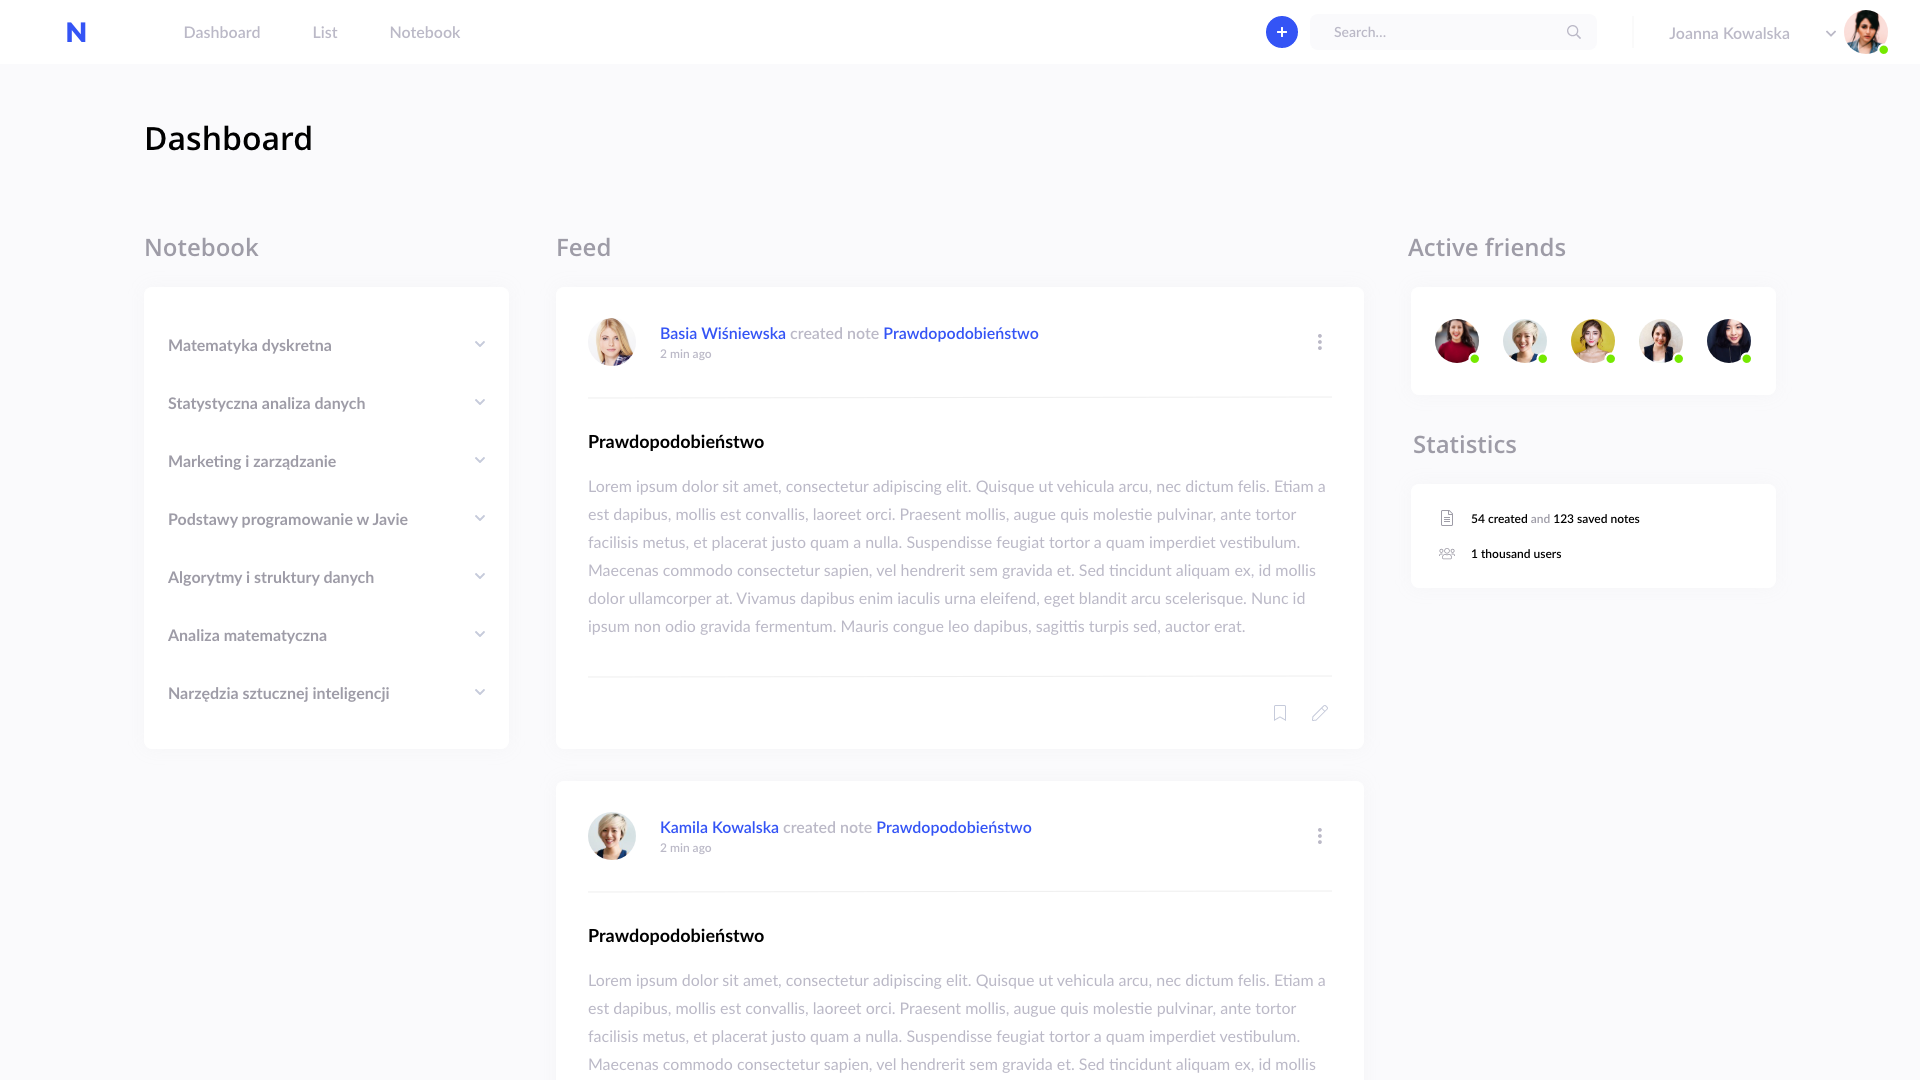 N
Dashboard
List
Notebook
+
Search...
Joanna Kowalska
Dashboard
Notebook
Matematyka dyskretna
Statystyczna analiza danych
Marketing i zarządzanie
Podstawy programowanie w Javie
Algorytmy i struktury danych
Analiza matematyczna
Narzędzia sztucznej inteligencji
Feed
Basia Wiśniewska created note Prawdopodobieństwo
2 min ago
Prawdopodobieństwo
Lorem ipsum dolor sit amet, consectetur adipiscing elit. Quisque ut vehicula arcu, nec dictum felis. Etiam a
est dapibus, mollis est convallis, laoreet orci. Praesent mollis, augue quis molestie pulvinar, ante tortor
facilisis metus, et placerat justo quam a nulla. Suspendisse feugiat tortor a quam imperdiet vestibulum.
Maecenas commodo consectetur sapien, vel hendrerit sem gravida et. Sed tincidunt aliquam ex, id mollis
dolor ullamcorper at. Vivamus dapibus enim iaculis urna eleifend, eget blandit arcu scelerisque. Nunc id
ipsum non odio gravida fermentum. Mauris congue leo dapibus, sagittis turpis sed, auctor erat.
Kamila Kowalska created note Prawdopodobieństwo
2 min ago
Prawdopodobieństwo
Lorem ipsum dolor sit amet, consectetur adipiscing elit. Quisque ut vehicula arcu, nec dictum felis. Etiam a
est dapibus, mollis est convallis, laoreet orci. Praesent mollis, augue quis molestie pulvinar, ante tortor
facilisis metus, et placerat justo quam a nulla. Suspendisse feugiat tortor a quam imperdiet vestibulum.
Maecenas commodo consectetur sapien, vel hendrerit sem gravida et. Sed tincidunt aliquam ex, id mollis
Active friends
Statistics
54 created and 123 saved notes
1 thousand users